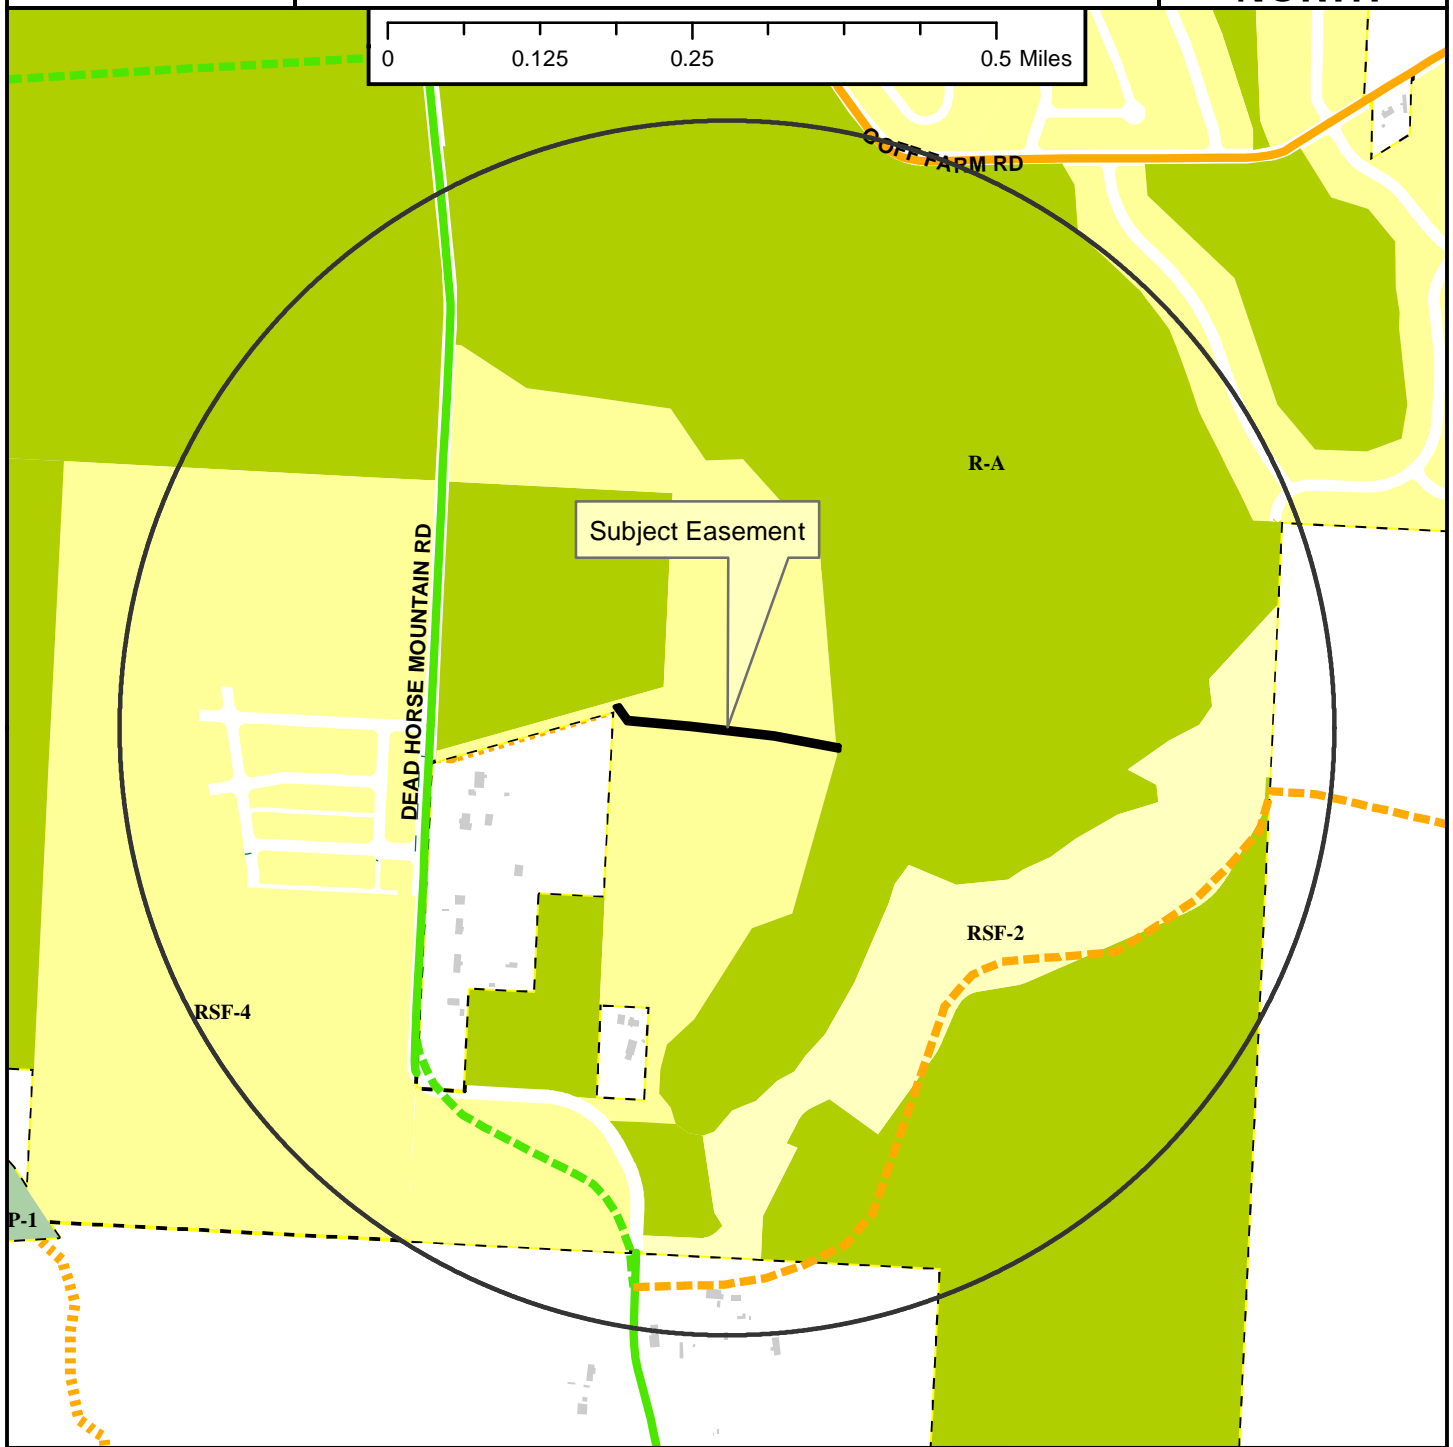 0 0.125 0.25 0.5 Miles
GOFF FARM RD
R-A
Subject Easement
DEAD HORSE MOUNTAIN RD
RSF-2
RSF-4
P-1